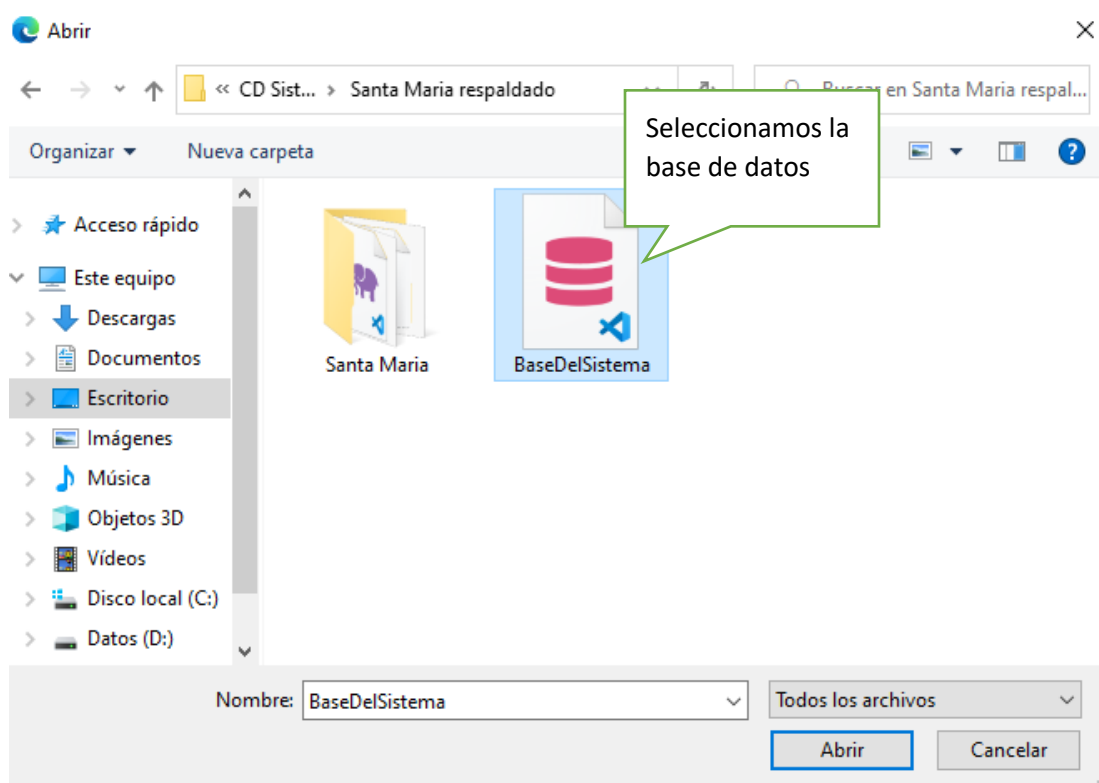 Abrir
« CD Sist... › Santa Maria respaldado
Buscar en Santa Maria respal...
Seleccionamos la
base de datos
Organizar
Nueva carpeta
Acceso rápido
Este equipo
Descargas
Documentos
Escritorio
Imágenes
Música
Objetos 3D
Vídeos
Disco local (C:)
Datos (D:)
Santa Maria
BaseDelSistema
Nombre: BaseDelSistema
Todos los archivos
Abrir
Cancelar